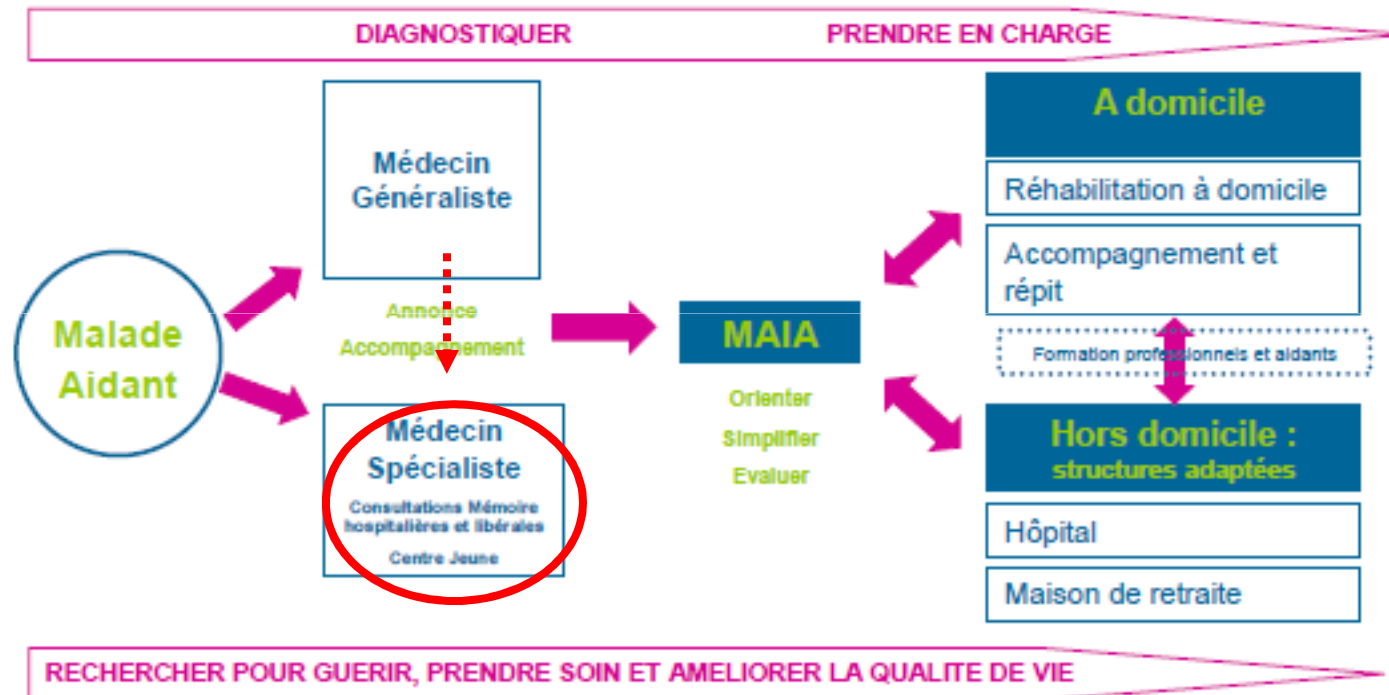 DIAGNOSTIQUER
PRENDRE EN CHARGE
Malade
Aidant
Médecin
Généraliste
Annonce
Accompagnement
Médecin
Spécialiste
Consultations Mémoire
hospitalières et libérales
Centre Jeune
MAIA
Orienter
Simplifier
Evaluer
A domicile
Réhabilitation à domicile
Accompagnement et
répit
Formation professionnels et aidants
Hors domicile :
structures adaptées
Hôpital
Maison de retraite
RECHERCHER POUR GUERIR, PRENDRE SOIN ET AMELIORER LA QUALITE DE VIE